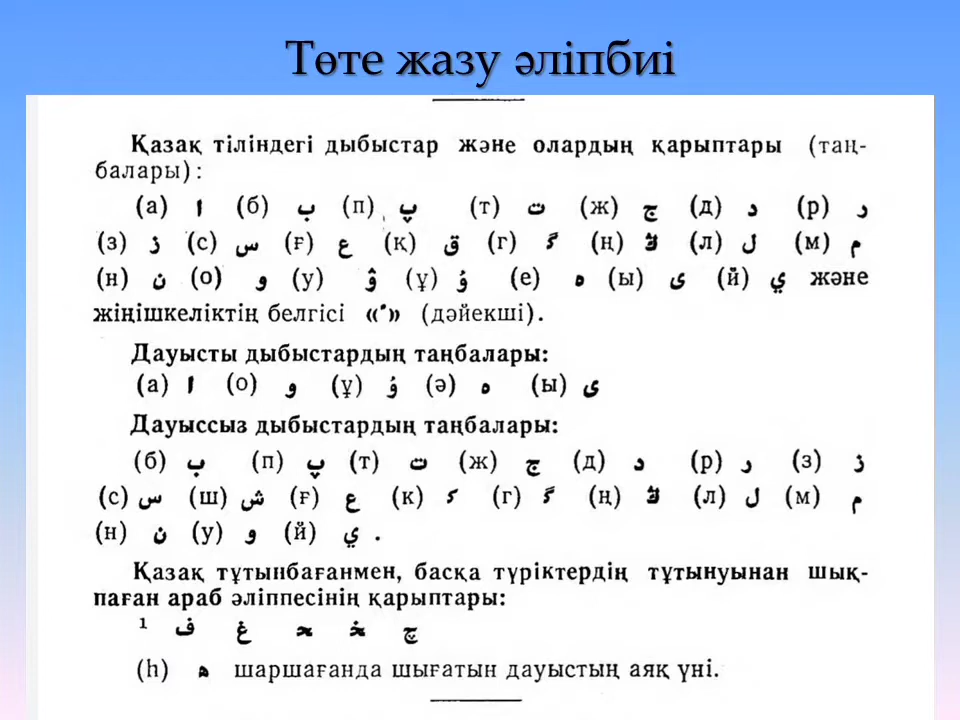 Төте жазу әліпбиі
Қазақ тіліндегі дыбыстар және олардың қарыптары (таң-
балары):
(а) ا (б) ب (п) پ (т) ت (ж) ج (д) د (р) ر
(з) ز (с) س (ғ) ع (қ) ق (г) گ (ң) ڭ (л) ل (м) م
(н) ن (о) و (у) ۋ (ұ) ۇ (е) ە (ы) ى (й) ي және
жіңішкеліктің белгісі «ٴ» (дәйекші).
Дауысты дыбыстардың таңбалары:
(а) ا (о) و (ұ) ۇ (ә) ە (ы) ى
Дауыссыз дыбыстардың таңбалары:
(б) ب (п) پ (т) ت (ж) ج (д) د (р) ر (з) ز
(с) س (ш) ش (ғ) ع (к) ك (г) گ (ң) ڭ (л) ل (м) م
(н) ن (у) و (й) ي .
Қазақ тұтынбағанмен, басқа түріктердің тұтынуынан шық-
паған араб әліппесінің қарыптары:
¹ ف غ ح خ چ
(һ) ھ шаршағанда шығатын дауыстың аяқ үні.